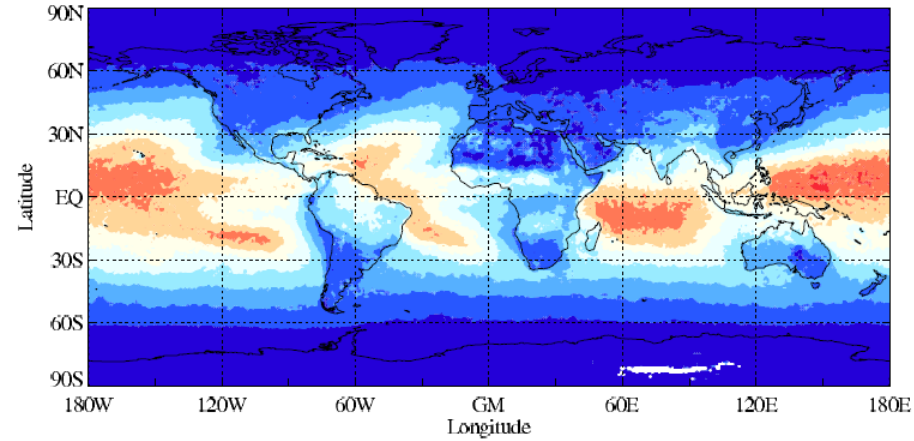 90N
60N
30N
EQ
30S
60S
90S
Latitude
180W 120W 60W GM 60E 120E 180E
Longitude